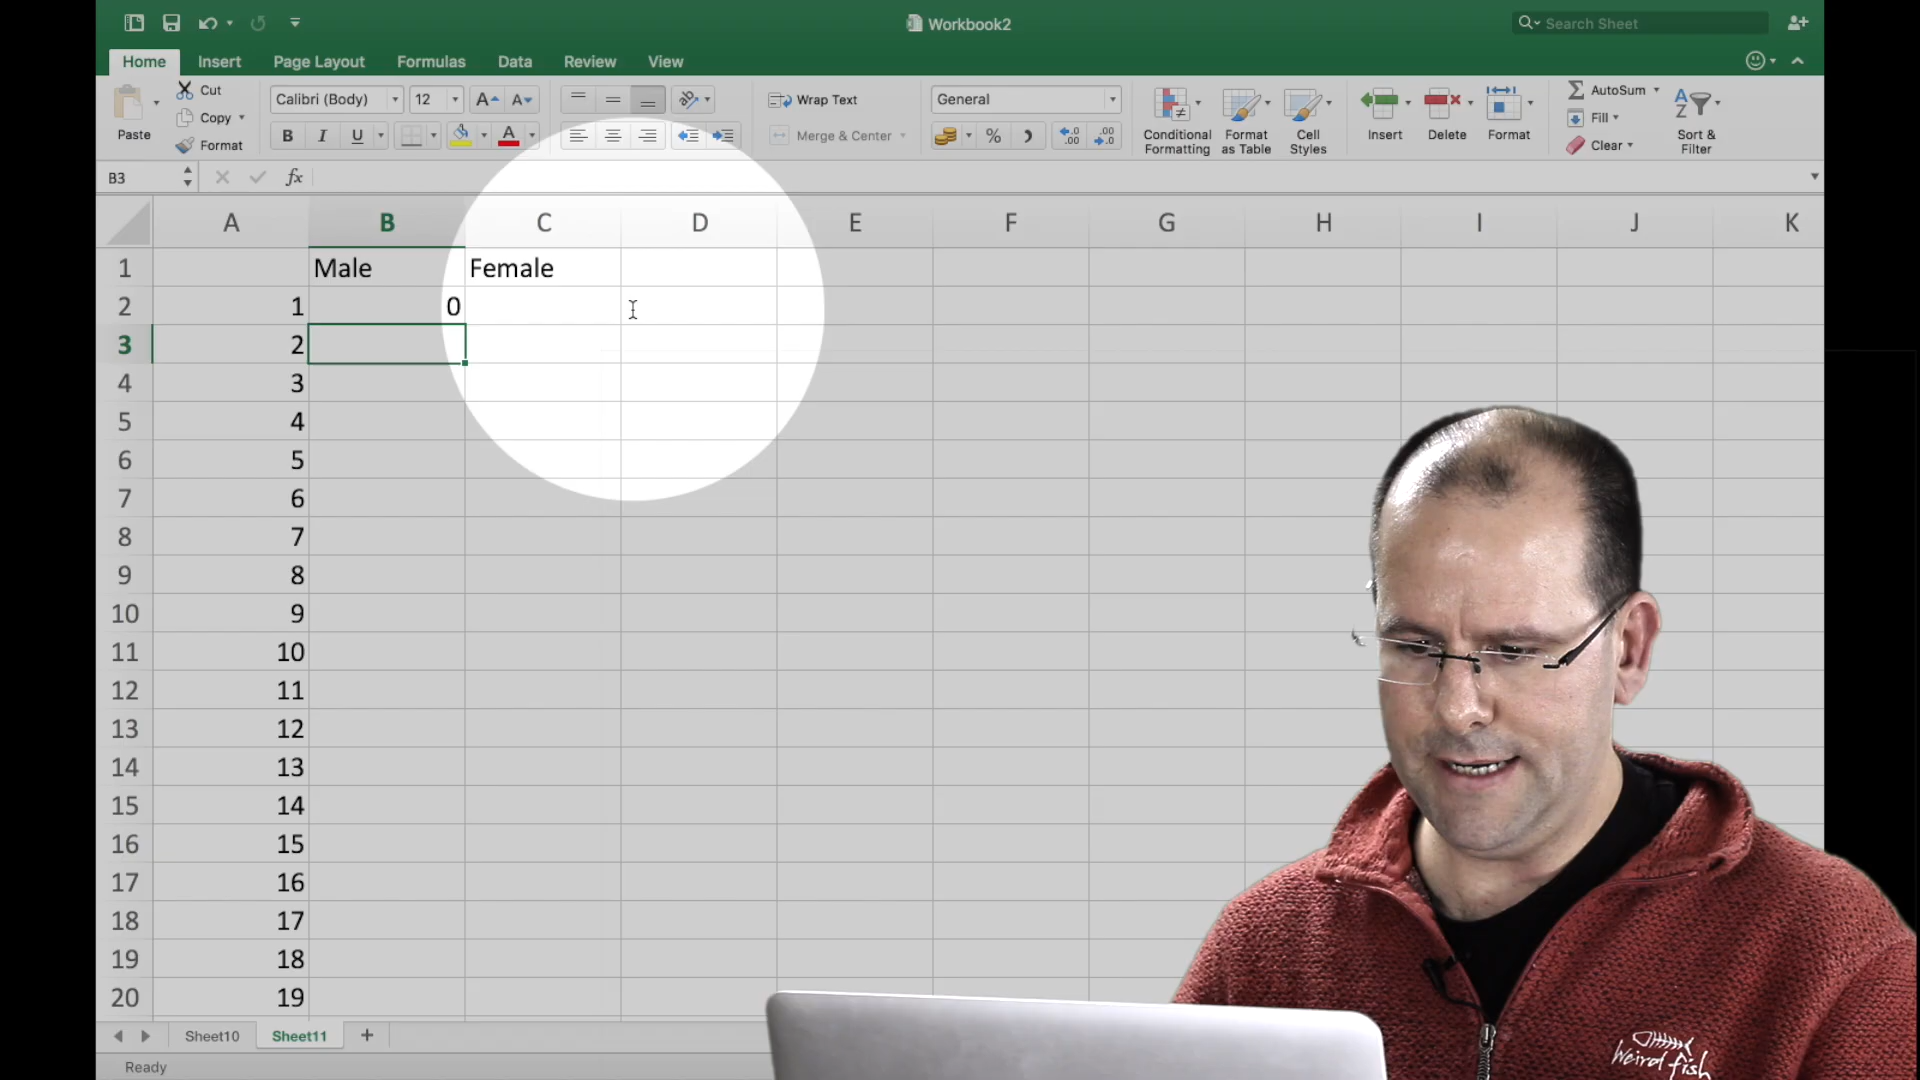 Workbook2
Search Sheet
Home Insert Page Layout Formulas Data Review View
Paste
Cut
Copy
Format
Calibri (Body) 12
B I U
Wrap Text
Merge & Center
General
Conditional Formatting
Format as Table
Cell Styles
Insert
Delete
Format
AutoSum
Fill
Clear
Sort & Filter
B3 fx
A B C D E F G H I J K
1 Male Female
2 1 0
3 2
4 3
5 4
6 5
7 6
8 7
9 8
10 9
11 10
12 11
13 12
14 13
15 14
16 15
17 16
18 17
19 18
20 19
Sheet10 Sheet11 +
Ready
Weird fish